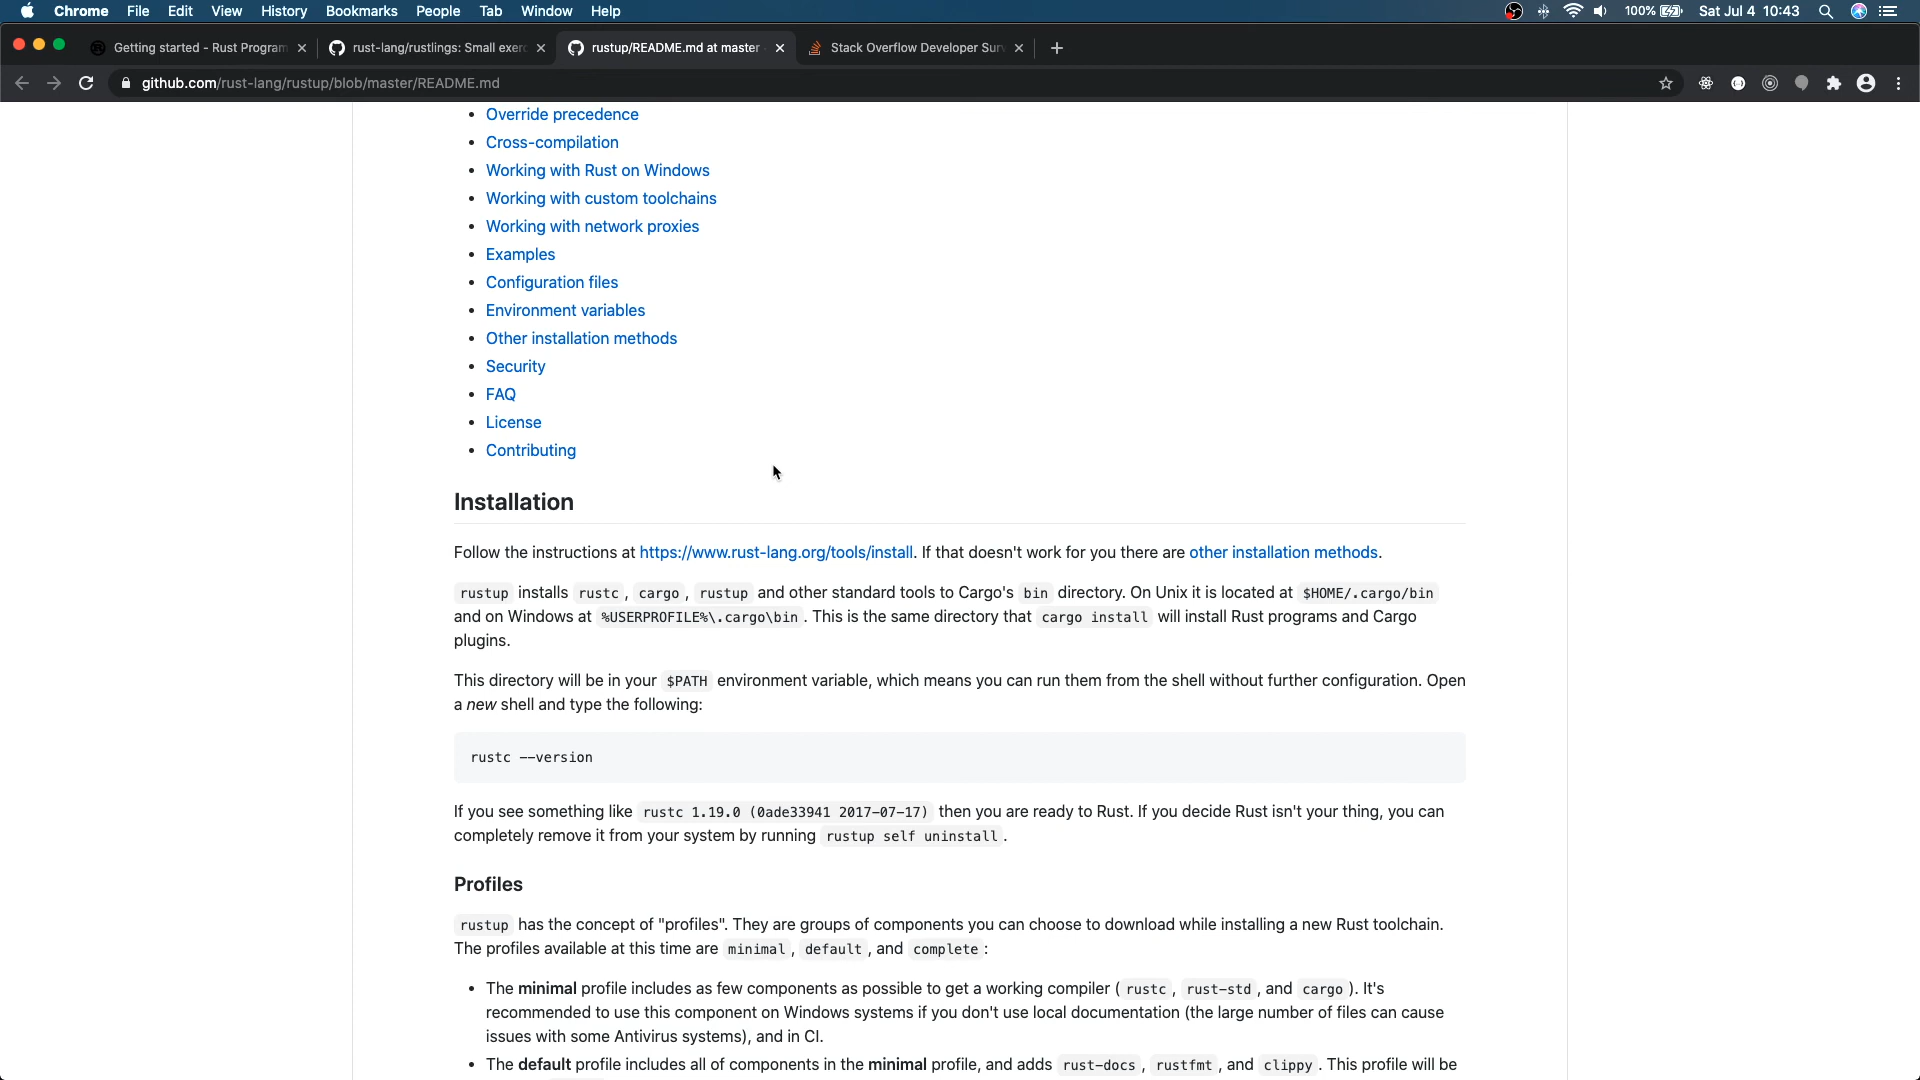 Chrome File Edit View History Bookmarks People Tab Window Help 100% Sat Jul 4 10:43
Getting started - Rust Program rust-lang/rustlings: Small exer rustup/README.md at master Stack Overflow Developer Sur
github.com/rust-lang/rustup/blob/master/README.md
• Override precedence
• Cross-compilation
• Working with Rust on Windows
• Working with custom toolchains
• Working with network proxies
• Examples
• Configuration files
• Environment variables
• Other installation methods
• Security
• FAQ
• License
• Contributing
Installation
Follow the instructions at https://www.rust-lang.org/tools/install. If that doesn't work for you there are other installation methods.
rustup installs rustc , cargo , rustup and other standard tools to Cargo's bin directory. On Unix it is located at $HOME/.cargo/bin
and on Windows at %USERPROFILE%\.cargo\bin . This is the same directory that cargo install will install Rust programs and Cargo
plugins.
This directory will be in your $PATH environment variable, which means you can run them from the shell without further configuration. Open
a new shell and type the following:
rustc --version
If you see something like rustc 1.19.0 (0ade33941 2017-07-17) then you are ready to Rust. If you decide Rust isn't your thing, you can
completely remove it from your system by running rustup self uninstall .
Profiles
rustup has the concept of "profiles". They are groups of components you can choose to download while installing a new Rust toolchain.
The profiles available at this time are minimal , default , and complete :
• The minimal profile includes as few components as possible to get a working compiler ( rustc , rust-std , and cargo ). It's
recommended to use this component on Windows systems if you don't use local documentation (the large number of files can cause
issues with some Antivirus systems), and in CI.
• The default profile includes all of components in the minimal profile, and adds rust-docs , rustfmt , and clippy . This profile will be